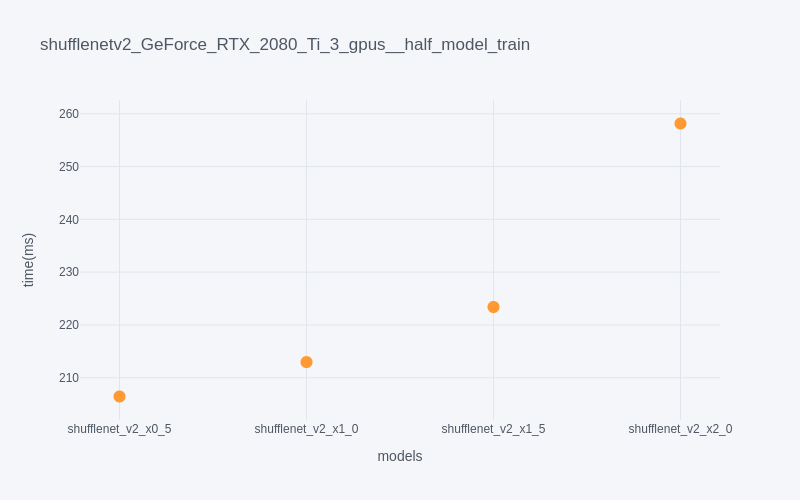 shufflenetv2_GeForce_RTX_2080_Ti_3_gpus__half_model_train
260
250
240
230
220
210
time(ms)
shufflenet_v2_x0_5
shufflenet_v2_x1_0
shufflenet_v2_x1_5
shufflenet_v2_x2_0
models